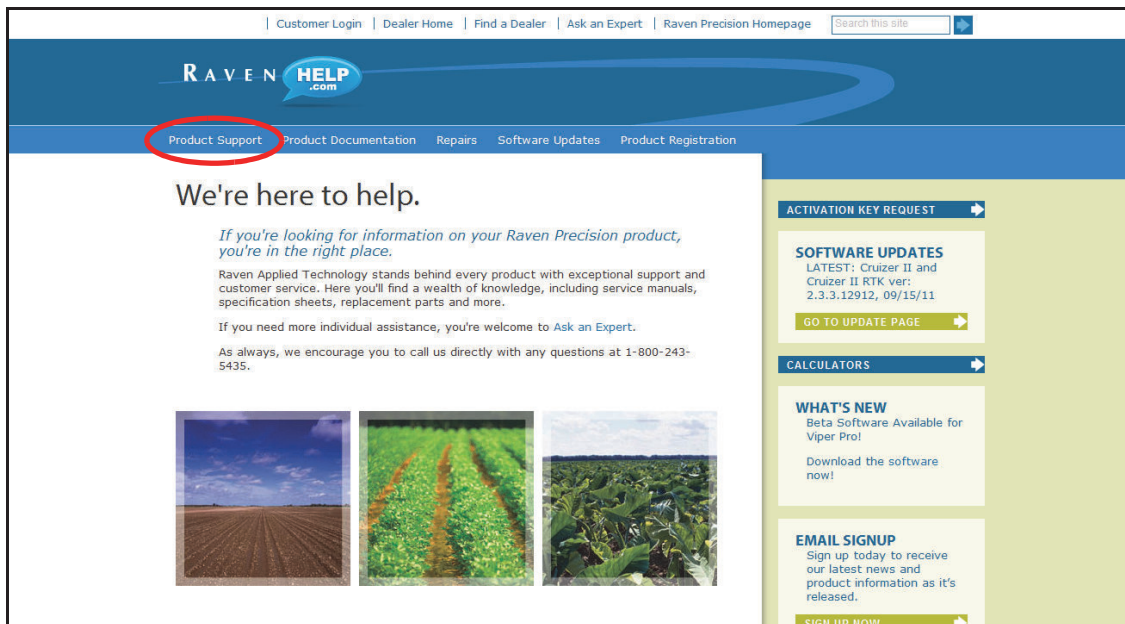 Customer Login | Dealer Home | Find a Dealer | Ask an Expert | Raven Precision Homepage
Search this site
RAVEN HELP
.com
Product Support Product Documentation Repairs Software Updates Product Registration
We're here to help.
If you're looking for information on your Raven Precision product,
you're in the right place.
Raven Applied Technology stands behind every product with exceptional support and
customer service. Here you'll find a wealth of knowledge, including service manuals,
specification sheets, replacement parts and more.
If you need more individual assistance, you're welcome to Ask an Expert.
As always, we encourage you to call us directly with any questions at 1-800-243-
5435.
ACTIVATION KEY REQUEST
SOFTWARE UPDATES
LATEST: Cruizer II and
Cruizer II RTK ver:
2.3.3.12912, 09/15/11
GO TO UPDATE PAGE
CALCULATORS
WHAT'S NEW
Beta Software Available for
Viper Pro!
Download the software
now!
EMAIL SIGNUP
Sign up today to receive
our latest news and
product information as it's
released.
SIGN UP NOW